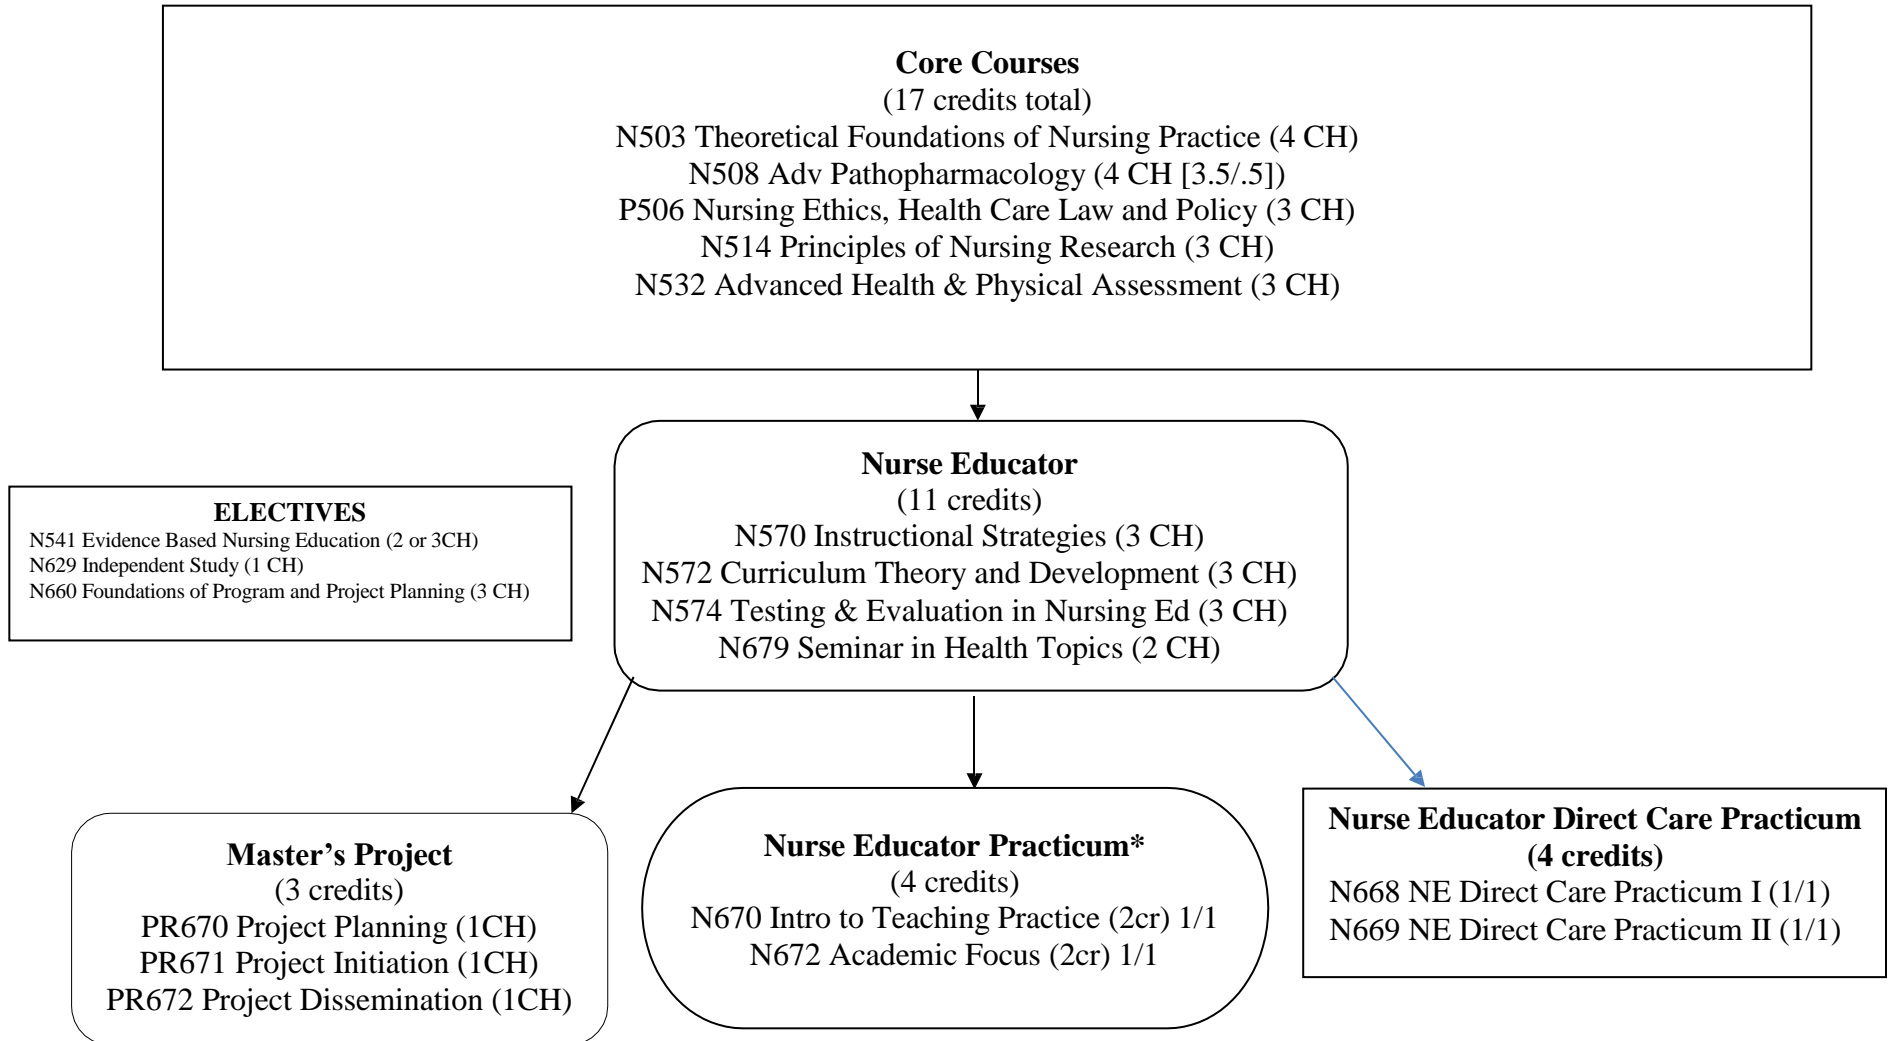 Core Courses
(17 credits total)
N503 Theoretical Foundations of Nursing Practice (4 CH)
N508 Adv Pathopharmacology (4 CH [3.5/.5])
P506 Nursing Ethics, Health Care Law and Policy (3 CH)
N514 Principles of Nursing Research (3 CH)
N532 Advanced Health & Physical Assessment (3 CH)
Nurse Educator
(11 credits)
N570 Instructional Strategies (3 CH)
N572 Curriculum Theory and Development (3 CH)
N574 Testing & Evaluation in Nursing Ed (3 CH)
N679 Seminar in Health Topics (2 CH)
ELECTIVES
N541 Evidence Based Nursing Education (2 or 3CH)
N629 Independent Study (1 CH)
N660 Foundations of Program and Project Planning (3 CH)
Master’s Project
(3 credits)
PR670 Project Planning (1CH)
PR671 Project Initiation (1CH)
PR672 Project Dissemination (1CH)
Nurse Educator Practicum*
(4 credits)
N670 Intro to Teaching Practice (2cr) 1/1
N672 Academic Focus (2cr) 1/1
Nurse Educator Direct Care Practicum
(4 credits)
N668 NE Direct Care Practicum I (1/1)
N669 NE Direct Care Practicum II (1/1)